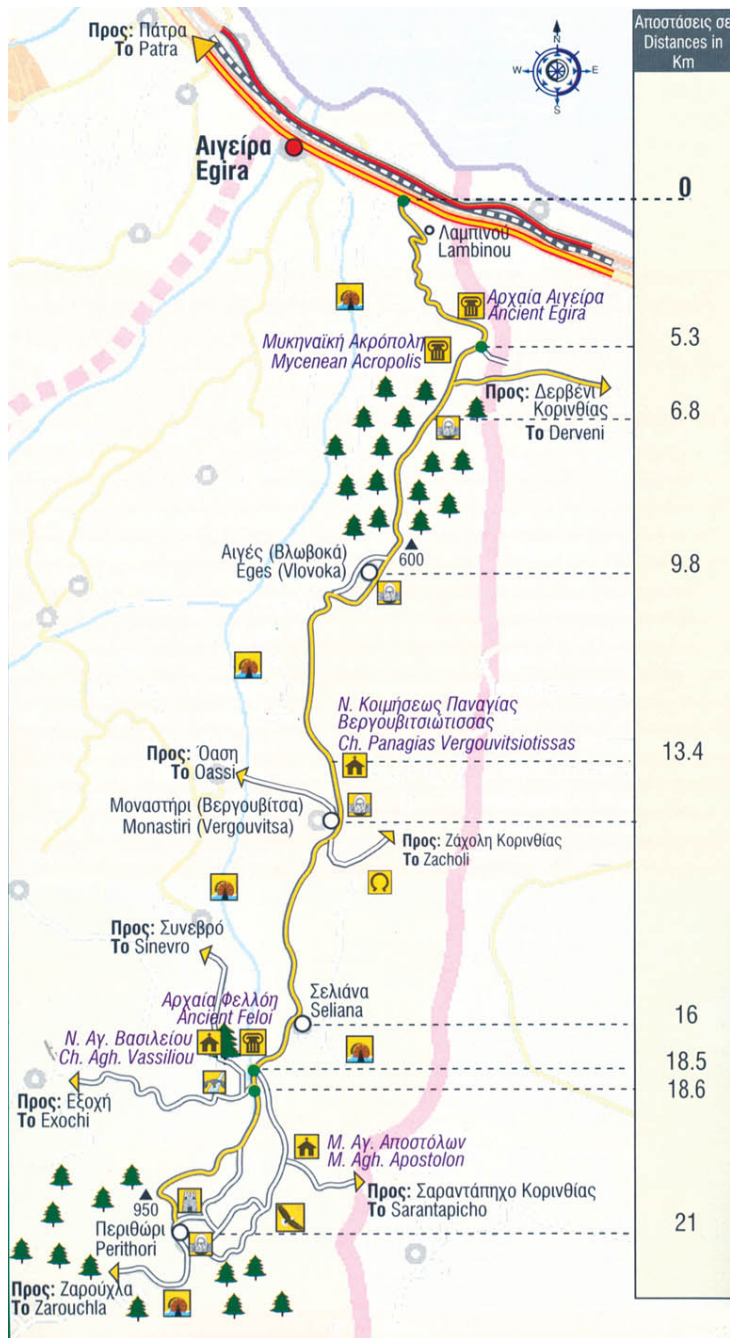 Προς: Πάτρα
To Patra
Αποστάσεις σε
Distances in
Km
N
W
E
S
Αιγείρα
Egira
0
Λαμπινού
Lambinou
Αρχαία Αιγείρα
Ancient Egira
5.3
Μυκηναϊκή Ακρόπολη
Mycenean Acropolis
Προς: Δερβένι
Κορινθίας
To Derveni
6.8
Αιγές (Βλωβοκά)
Eges (Vlovoka)
600
9.8
Ν. Κοιμήσεως Παναγίας
Βεργουβιτσιώτισσας
Ch. Panagias Vergouvitsiotissas
13.4
Προς: Όαση
To Oassi
Μοναστήρι (Βεργουβίτσα)
Monastiri (Vergouvitsa)
Προς: Ζάχολη Κορινθίας
To Zacholi
Προς: Συνεβρό
To Sinevro
Αρχαία Φελλόη
Ancient Feloi
Σελιάνα
Seliana
16
Ν. Αγ. Βασιλείου
Ch. Agh. Vassiliou
18.5
18.6
Προς: Εξοχή
To Exochi
Μ. Αγ. Αποστόλων
M. Agh. Apostolon
Προς: Σαραντάπηχο Κορινθίας
To Sarantapicho
950
Περιθώρι
Perithori
21
Προς: Ζαρούχλα
To Zarouchla